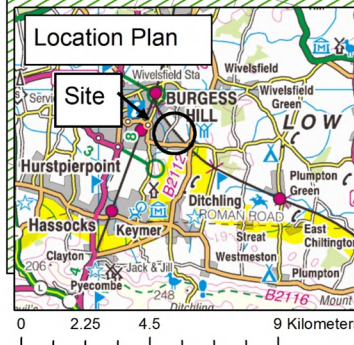 Location Plan
Wivelsfield Sta
Wivelsfield
Site
BURGESS
HILL
Wivelsfield
Green
LOW
8
3
Hurstpierpoint
B2112
Plumpton
Green
Ditchling
ROMAN ROAD
Hassocks
Keymer
Streat
East
Chiltington
Westmeston
Clayton
206
Jack & Jill
Plumpton
Pyecombe
248
B2116
0 2.25 4.5 9 Kilometer